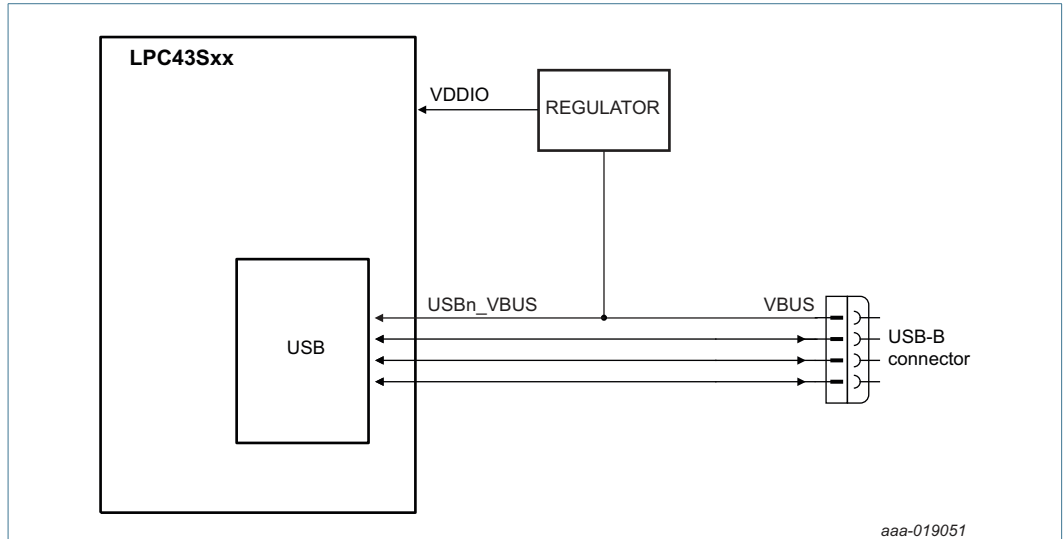 LPC43Sxx
VDDIO
REGULATOR
USBn_VBUS
VBUS
USB
USB-B
connector
aaa-019051